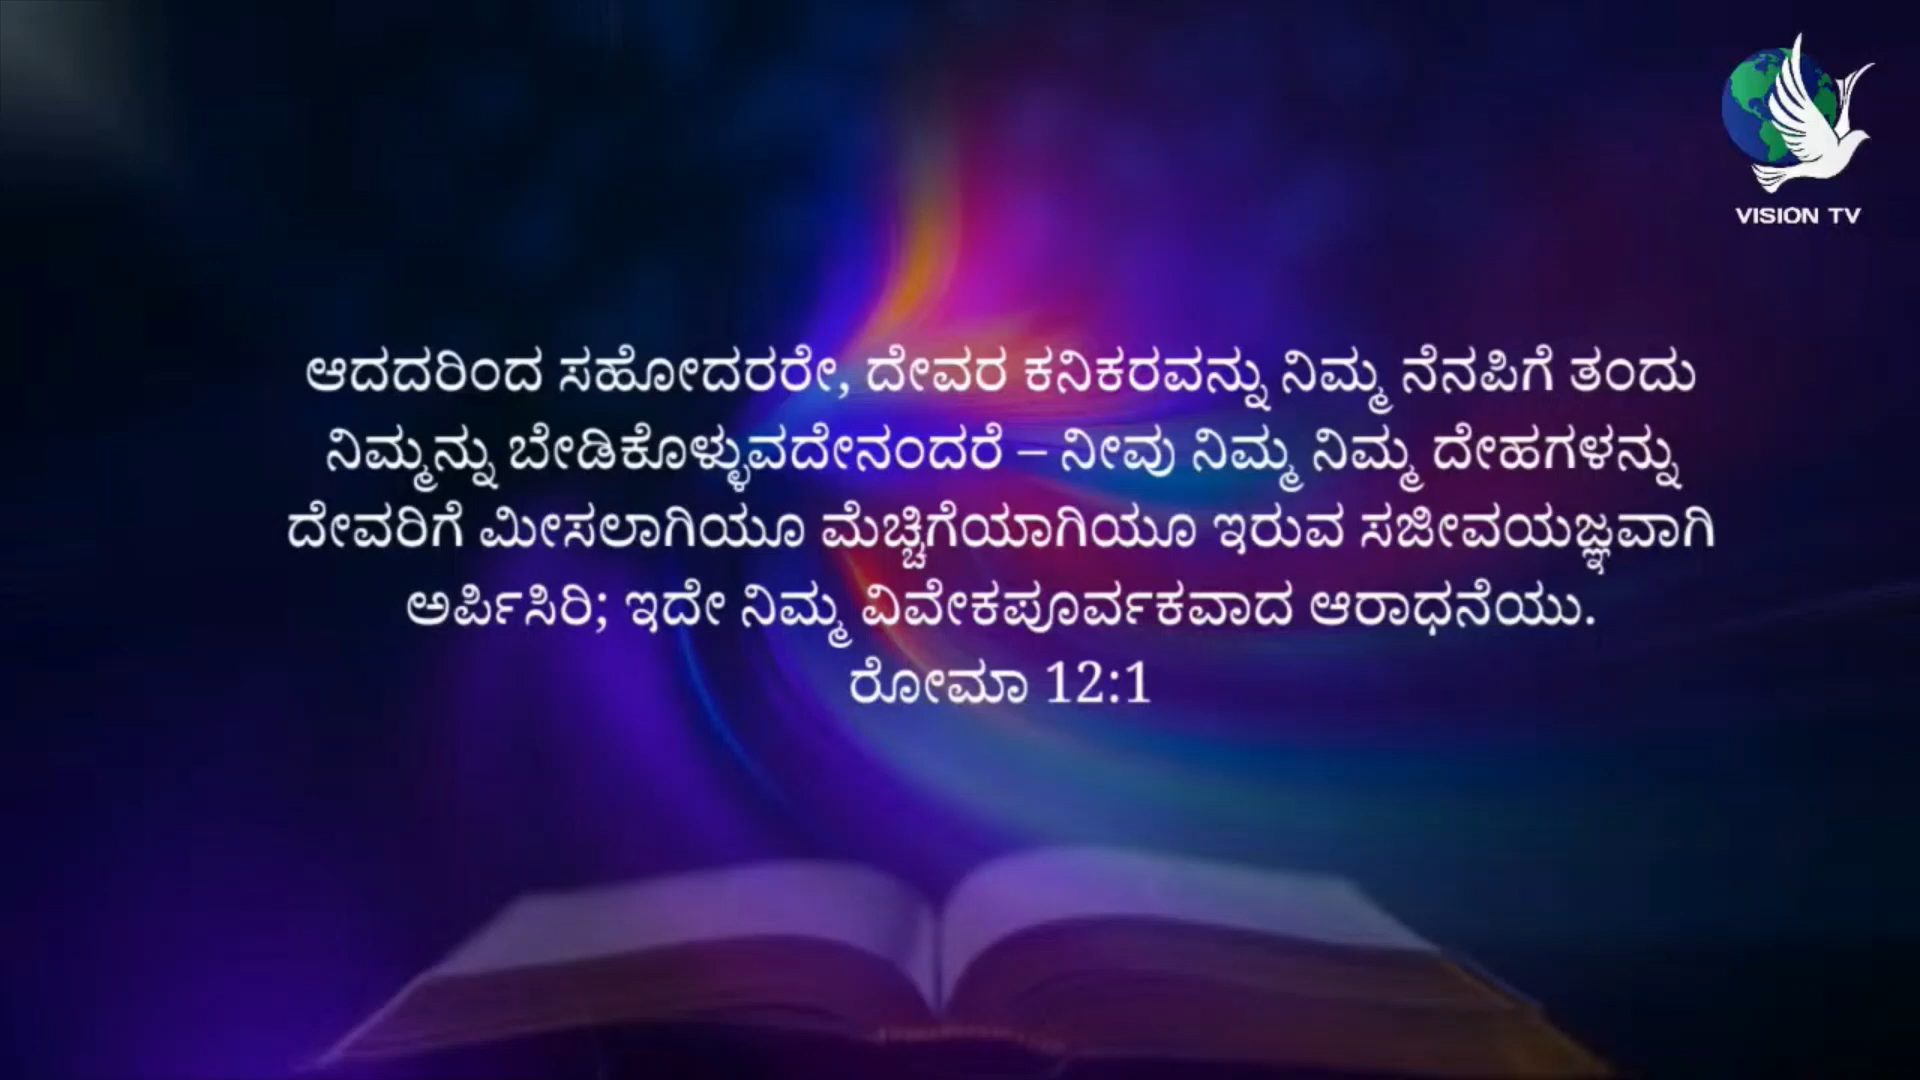 VISION TV
ಆದದರಿಂದ ಸಹೋದರರೇ, ದೇವರ ಕನಿಕರವನ್ನು ನಿಮ್ಮ ನೆನಪಿಗೆ ತಂದು
ನಿಮ್ಮನ್ನು ಬೇಡಿಕೊಳ್ಳುವದೇನಂದರೆ – ನೀವು ನಿಮ್ಮ ನಿಮ್ಮ ದೇಹಗಳನ್ನು
ದೇವರಿಗೆ ಮೀಸಲಾಗಿಯೂ ಮೆಚ್ಚಿಗೆಯಾಗಿಯೂ ಇರುವ ಸಜೀವಯಜ್ಞವಾಗಿ
ಅರ್ಪಿಸಿರಿ; ಇದೇ ನಿಮ್ಮ ವಿವೇಕಪೂರ್ವಕವಾದ ಆರಾಧನೆಯು.
ರೋಮಾ 12:1